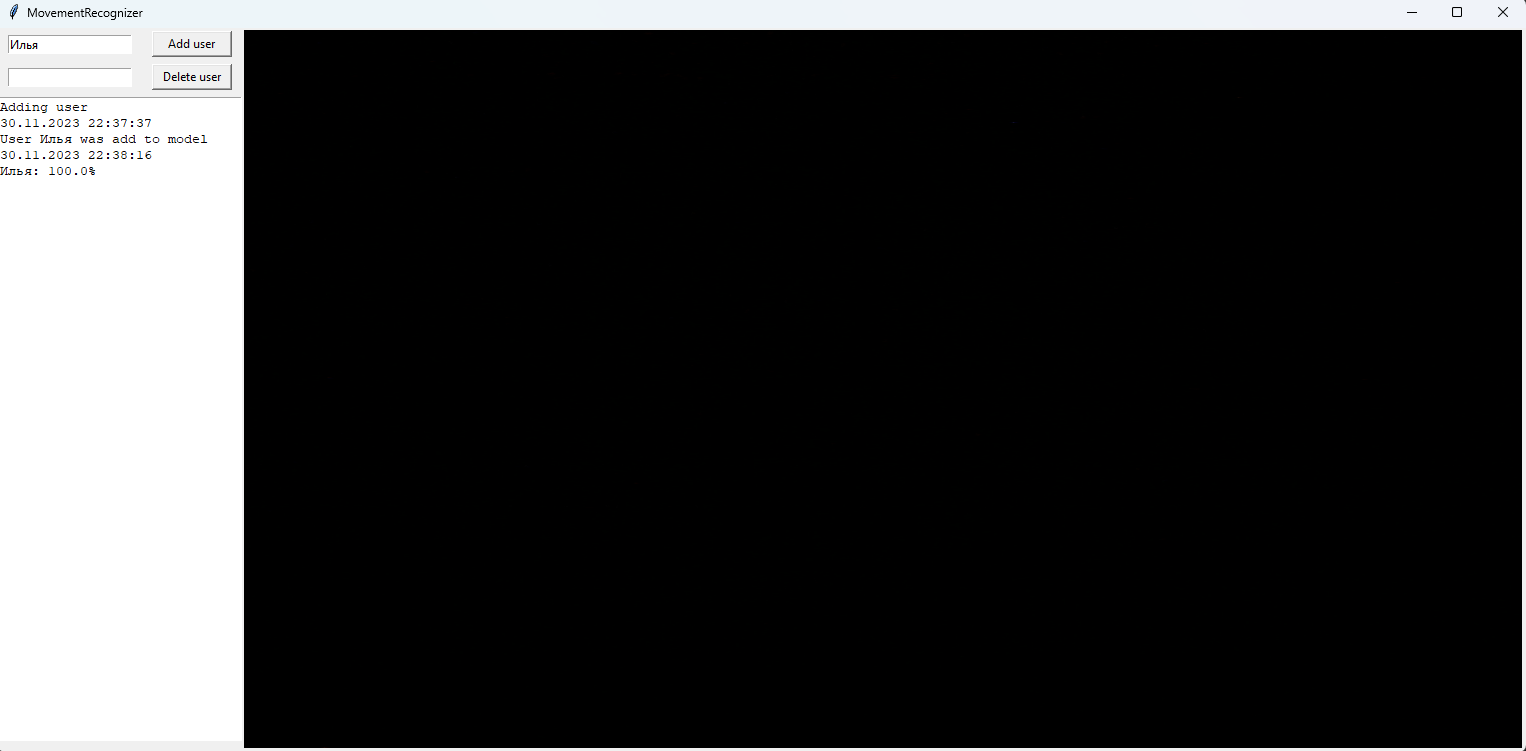 MovementRecognizer
Илья
Add user
Delete user
Adding user
30.11.2023 22:37:37
User Илья was add to model
30.11.2023 22:38:16
Илья: 100.0%